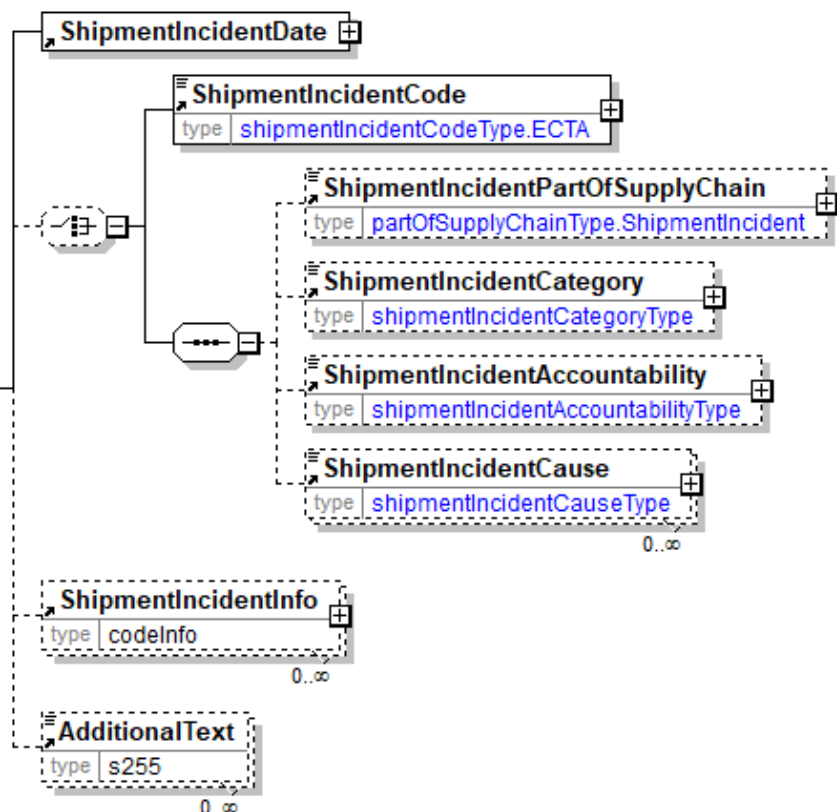 ShipmentIncidentDate
ShipmentIncidentCode
type shipmentIncidentCodeType.ECTA
ShipmentIncidentPartOfSupplyChain
type partOfSupplyChainType.ShipmentIncident
ShipmentIncidentCategory
type shipmentIncidentCategoryType
ShipmentIncidentAccountability
type shipmentIncidentAccountabilityType
ShipmentIncidentCause
type shipmentIncidentCauseType
0..∞
ShipmentIncidentInfo
type codeInfo
0..∞
AdditionalText
type s255
0..∞